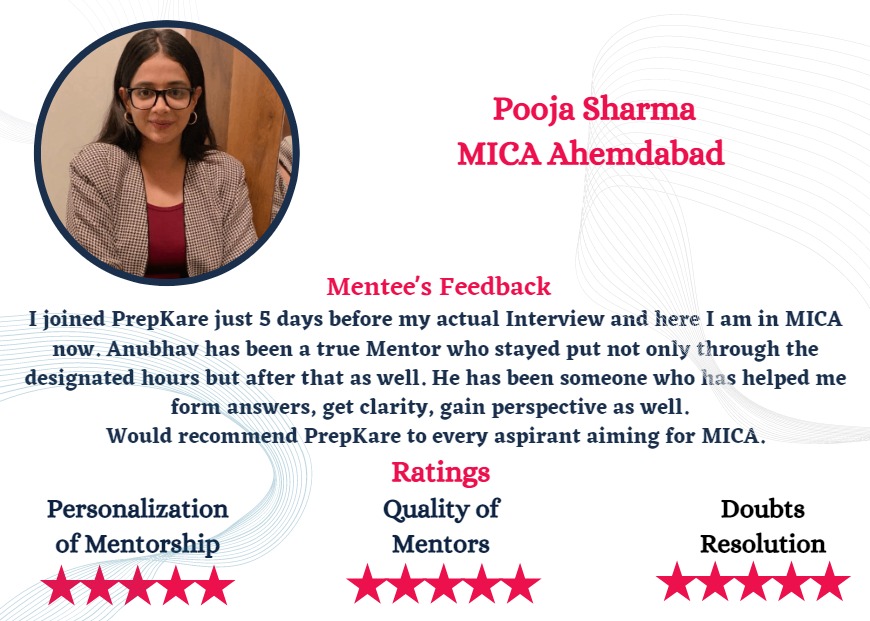 Pooja Sharma
MICA Ahemdabad
Mentee's Feedback
I joined PrepKare just 5 days before my actual Interview and here I am in MICA
now. Anubhav has been a true Mentor who stayed put not only through the
designated hours but after that as well. He has been someone who has helped me
form answers, get clarity, gain perspective as well.
Would recommend PrepKare to every aspirant aiming for MICA.
Ratings
Personalization
of Mentorship
Quality of
Mentors
Doubts
Resolution